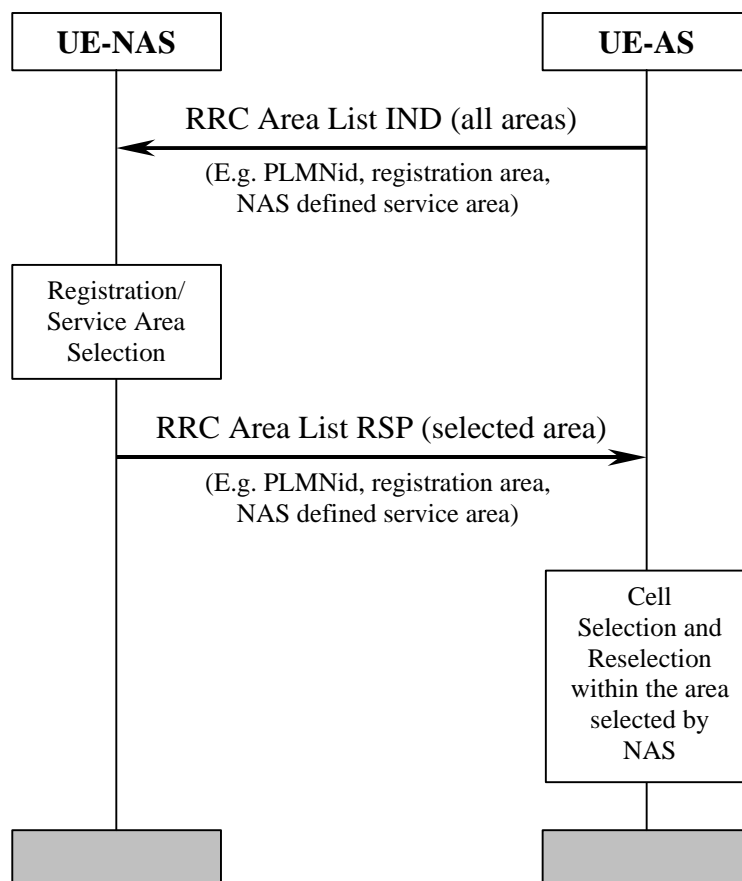 UE-NAS
UE-AS
RRC Area List IND (all areas)
(E.g. PLMNid, registration area,
NAS defined service area)
Registration/
Service Area
Selection
RRC Area List RSP (selected area)
(E.g. PLMNid, registration area,
NAS defined service area)
Cell
Selection and
Reselection
within the area
selected by
NAS